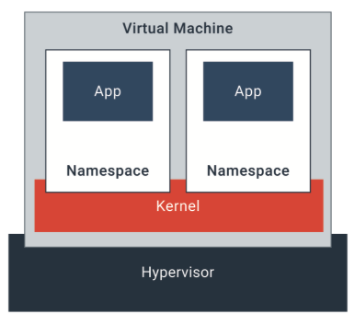 Virtual Machine
App
App
Namespace
Namespace
Kernel
Hypervisor